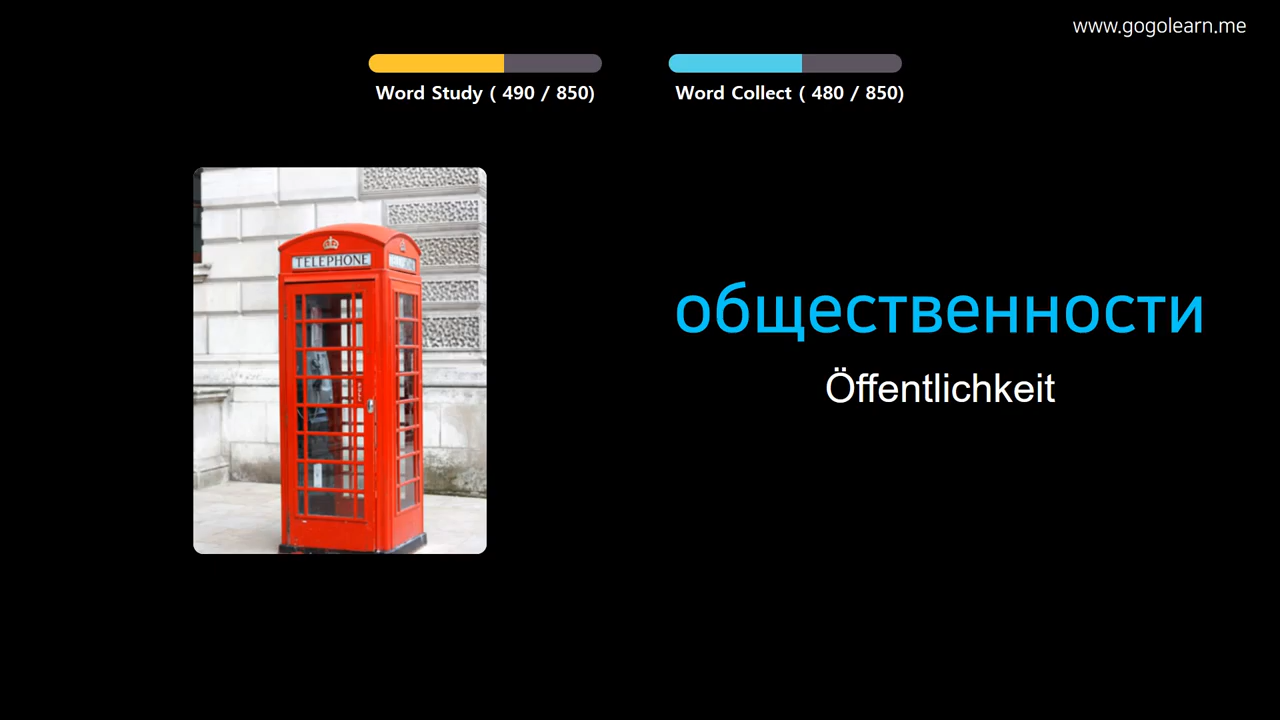 www.gogolearn.me
Word Study ( 490 / 850)
Word Collect ( 480 / 850)
TELEPHONE
общественности
Öffentlichkeit